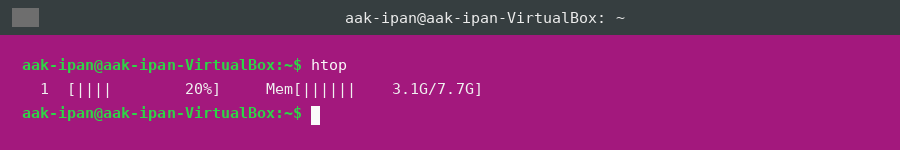 aak-ipan@aak-ipan-VirtualBox: ~
aak-ipan@aak-ipan-VirtualBox:~$ htop
  1  [||||        20%]     Mem[||||||    3.1G/7.7G]
aak-ipan@aak-ipan-VirtualBox:~$